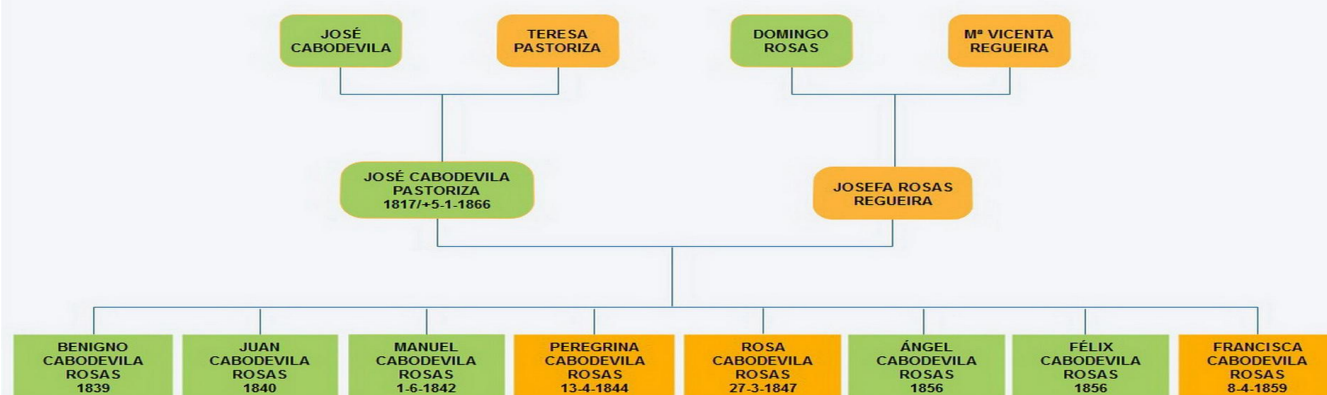 JOSÉ
CABODEVILA
TERESA
PASTORIZA
DOMINGO
ROSAS
Mª VICENTA
REGUEIRA
JOSÉ CABODEVILA
PASTORIZA
1817/+5-1-1866
JOSEFA ROSAS
REGUEIRA
BENIGNO
CABODEVILA
ROSAS
1839
JUAN
CABODEVILA
ROSAS
1840
MANUEL
CABODEVILA
ROSAS
1-6-1842
PEREGRINA
CABODEVILA
ROSAS
13-4-1844
ROSA
CABODEVILA
ROSAS
27-3-1847
ÁNGEL
CABODEVILA
ROSAS
1856
FÉLIX
CABODEVILA
ROSAS
1856
FRANCISCA
CABODEVILA
ROSAS
8-4-1859